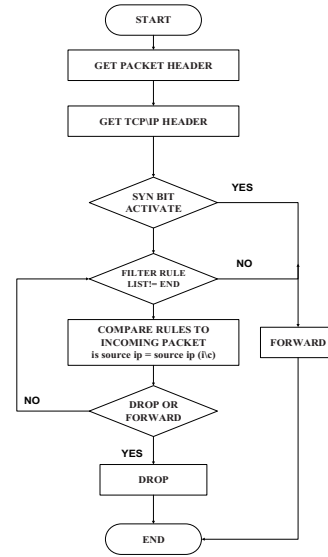 START
GET PACKET HEADER
GET TCP\IP HEADER
SYN BIT
ACTIVATE
YES
FILTER RULE
LIST!= END
NO
COMPARE RULES TO
INCOMING PACKET
is source ip = source ip (i\c)
FORWARD
NO
DROP OR
FORWARD
YES
DROP
END